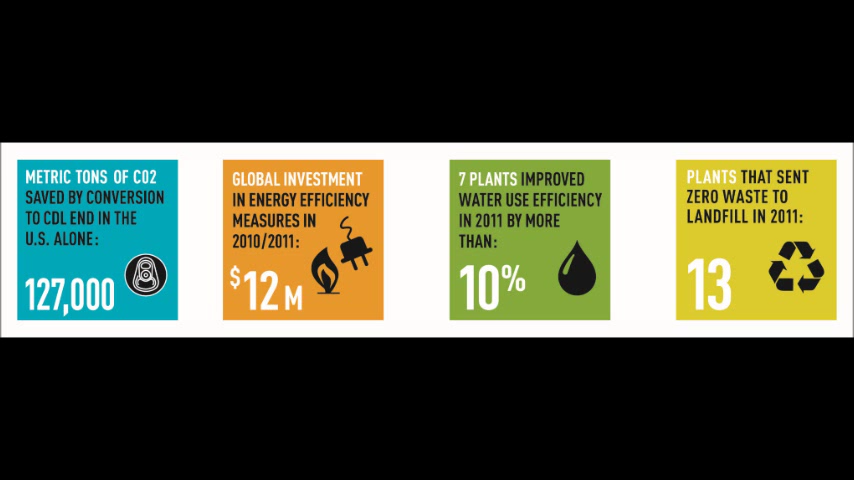 METRIC TONS OF CO2
SAVED BY CONVERSION
TO CDL END IN THE
U.S. ALONE:
127,000
GLOBAL INVESTMENT
IN ENERGY EFFICIENCY
MEASURES IN
2010/2011:
$12M
7 PLANTS IMPROVED
WATER USE EFFICIENCY
IN 2011 BY MORE
THAN:
10%
PLANTS THAT SENT
ZERO WASTE TO
LANDFILL IN 2011:
13